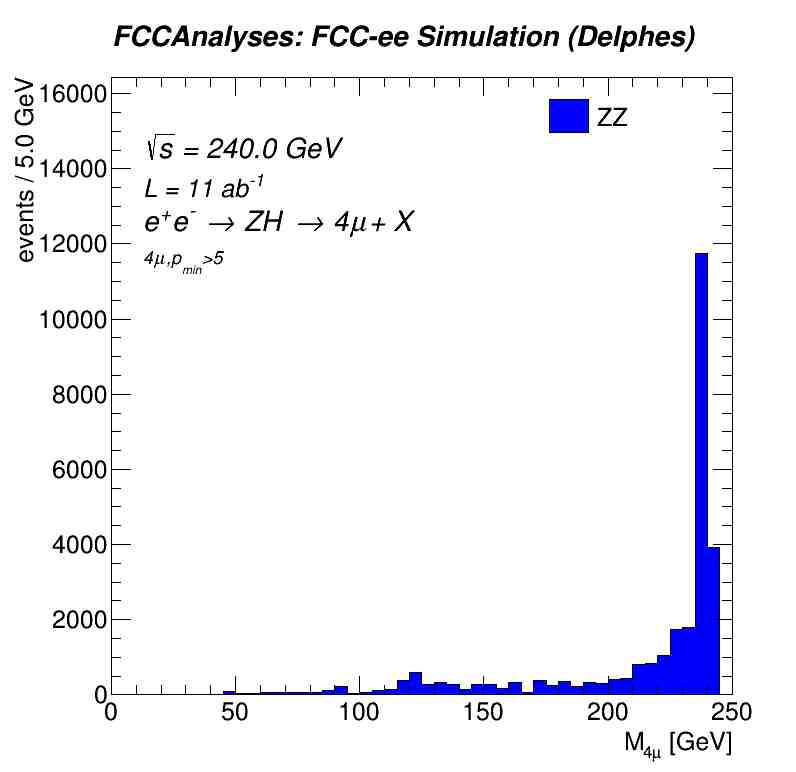 FCCAnalyses: FCC-ee Simulation (Delphes)
events / 5.0 GeV
16000
14000
12000
10000
8000
6000
4000
2000
0
√s = 240.0 GeV
L = 11 ab⁻¹
e⁺e⁻ → ZH → 4μ + X
4μ,p_min>5
ZZ
0 50 100 150 200 250
M_4μ [GeV]